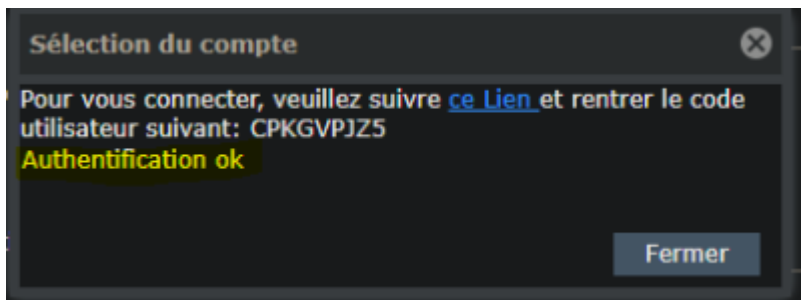 Sélection du compte
Pour vous connecter, veuillez suivre ce Lien et rentrer le code
utilisateur suivant: CPKGVPJZ5
Authentification ok
Fermer